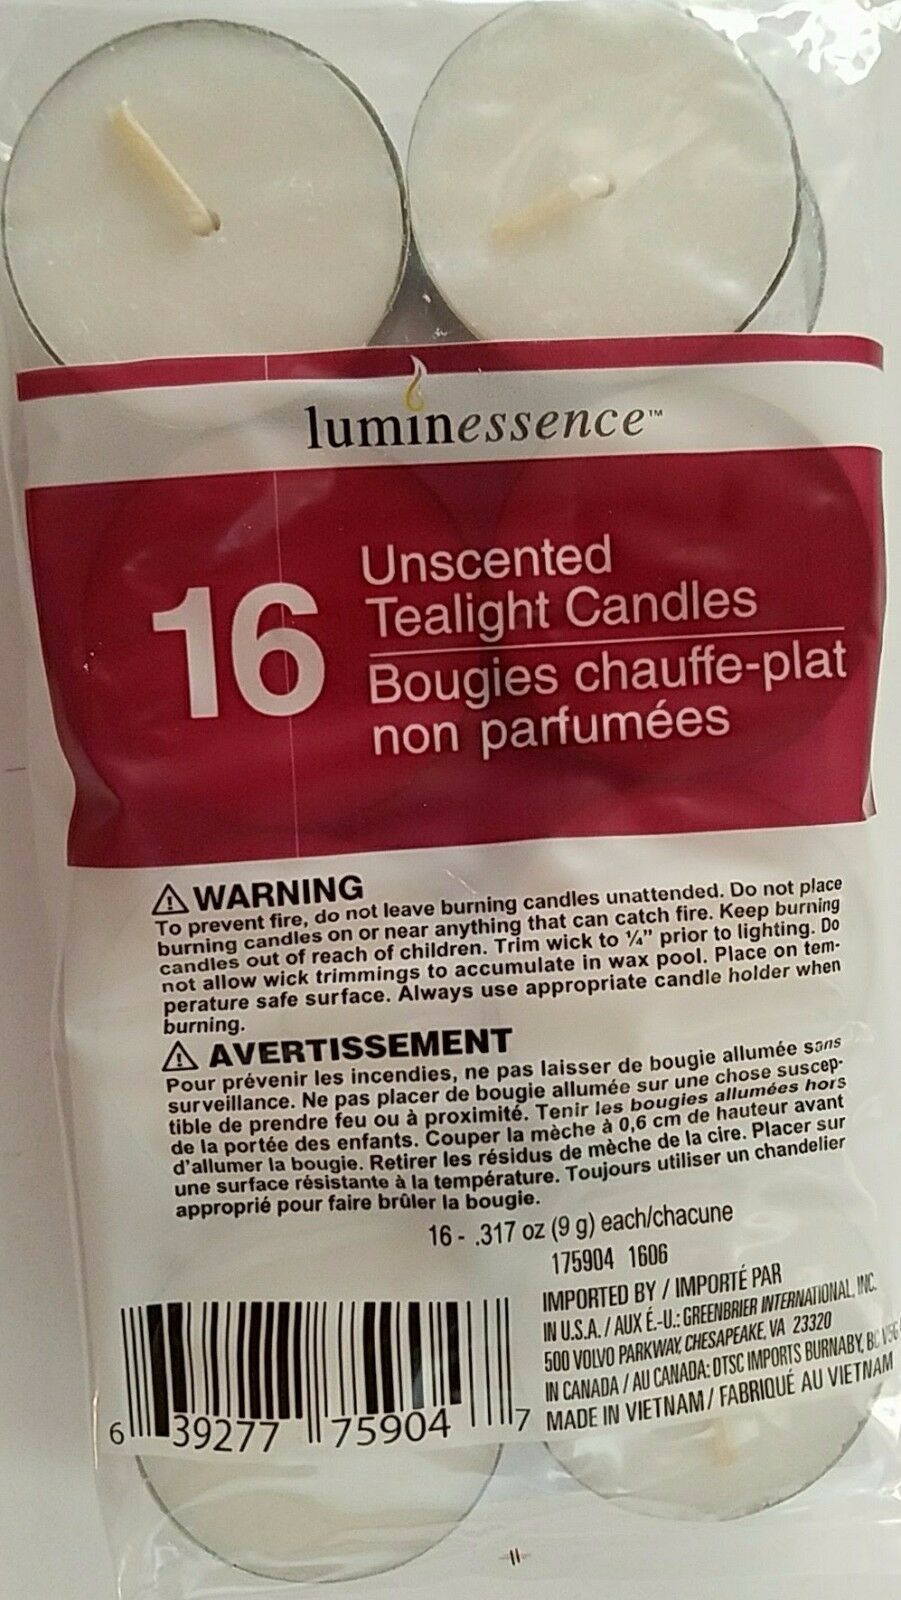 luminessence™
16
Unscented
Tealight Candles
Bougies chauffe-plat
non parfumées
⚠ WARNING
To prevent fire, do not leave burning candles unattended. Do not place
burning candles on or near anything that can catch fire. Keep burning
candles out of reach of children. Trim wick to ¼" prior to lighting. Do
not allow wick trimmings to accumulate in wax pool. Place on tem-
perature safe surface. Always use appropriate candle holder when
burning.
⚠ AVERTISSEMENT
Pour prévenir les incendies, ne pas laisser de bougie allumée sans
surveillance. Ne pas placer de bougie allumée sur une chose suscep-
tible de prendre feu ou à proximité. Tenir les bougies allumées hors
de la portée des enfants. Couper la mèche à 0,6 cm de hauteur avant
d'allumer la bougie. Retirer les résidus de mèche de la cire. Placer sur
une surface résistante à la température. Toujours utiliser un chandelier
approprié pour faire brûler la bougie.
16 - .317 oz (9 g) each/chacune
175904 1606
IMPORTED BY / IMPORTÉ PAR
IN U.S.A. / AUX É.-U.: GREENBRIER INTERNATIONAL, INC.
500 VOLVO PARKWAY, CHESAPEAKE, VA 23320
IN CANADA / AU CANADA: DTSC IMPORTS BURNABY, BC V5G
MADE IN VIETNAM / FABRIQUÉ AU VIETNAM
6 39277 75904 7